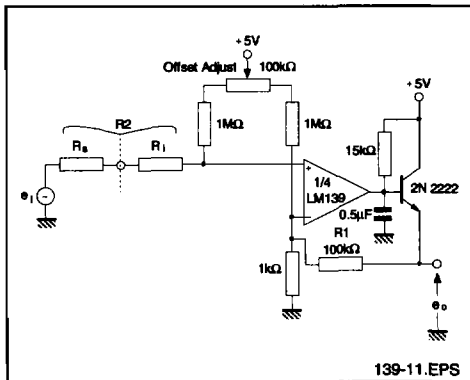 +5V
Offset Adjust
100kΩ
+5V
R2
Rs
Ri
1MΩ
1MΩ
15kΩ
1/4
LM139
+
−
2N 2222
0.5µF
eI
R1
100kΩ
1kΩ
eo
139-11.EPS